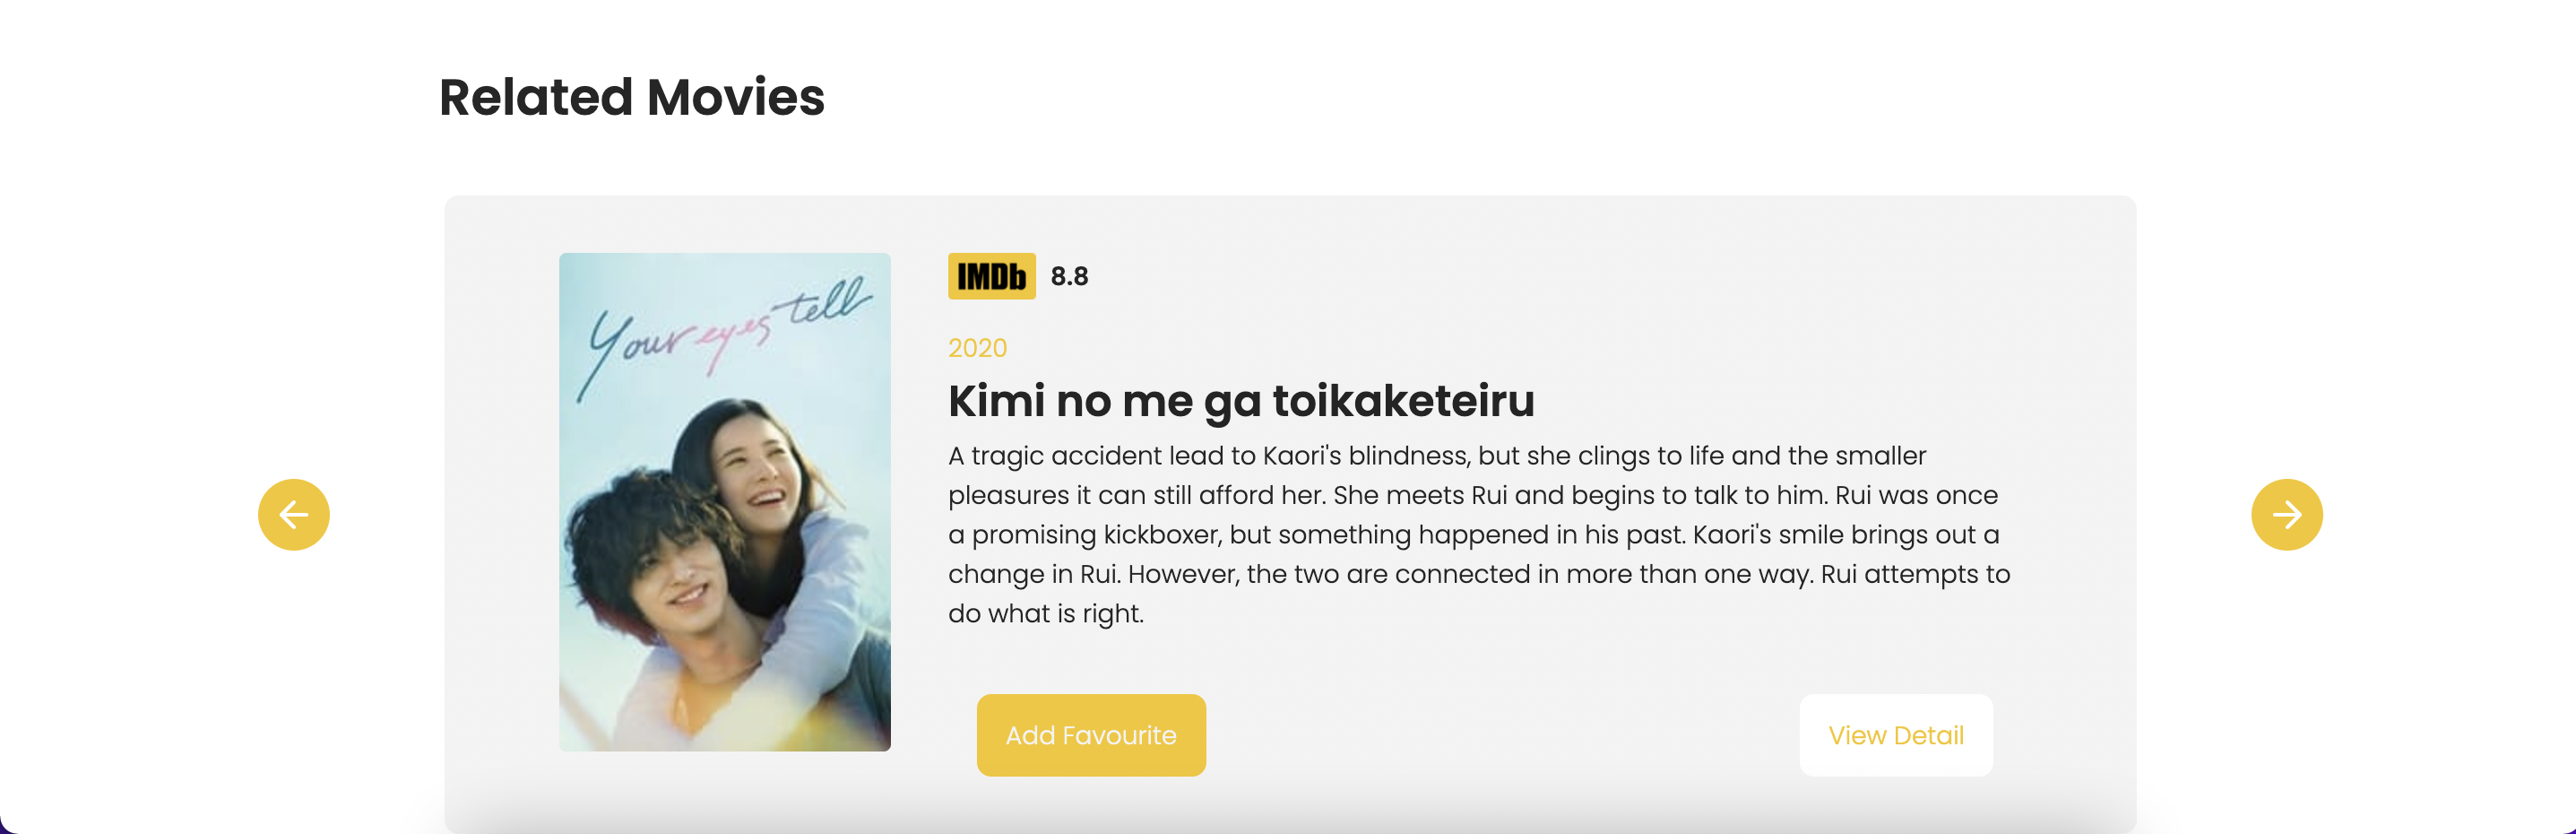 Related Movies
IMDb 8.8
Your eyes tell
2020
Kimi no me ga toikaketeiru
A tragic accident lead to Kaori's blindness, but she clings to life and the smaller
pleasures it can still afford her. She meets Rui and begins to talk to him. Rui was once
a promising kickboxer, but something happened in his past. Kaori's smile brings out a
change in Rui. However, the two are connected in more than one way. Rui attempts to
do what is right.
Add Favourite
View Detail